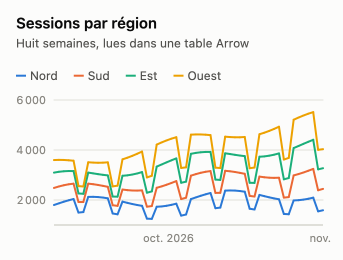 Sessions par région
Huit semaines, lues dans une table Arrow
Nord Sud Est Ouest
6 000
4 000
2 000
oct. 2026 nov.